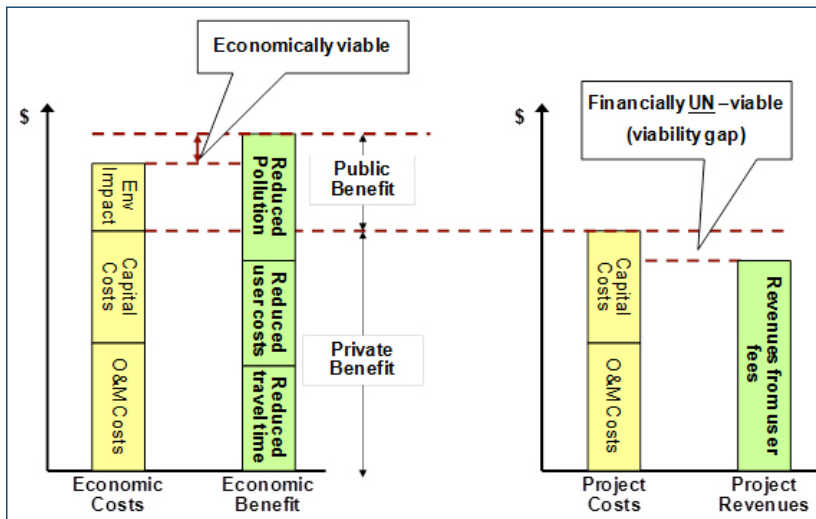 Economically viable
$
Env
Impact
Capital
Costs
O&M Costs
Reduced
Pollution
Reduced
user costs
Reduced
travel time
Public
Benefit
Private
Benefit
Economic
Costs
Economic
Benefit
Financially UN –viable
(viability gap)
$
Capital
Costs
O&M Costs
Revenues from user
fees
Project
Costs
Project
Revenues